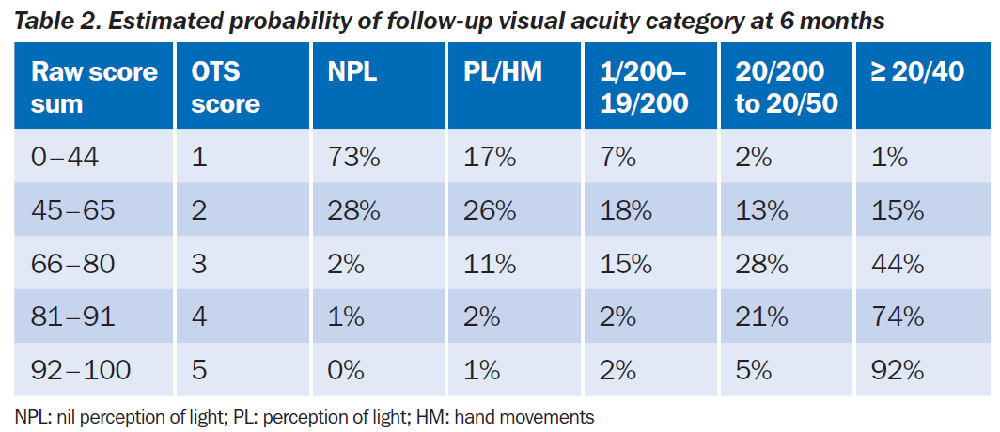 Table 2. Estimated probability of follow-up visual acuity category at 6 months
Raw score sum OTS score NPL PL/HM 1/200–19/200 20/200 to 20/50 ≥ 20/40
0–44 1 73% 17% 7% 2% 1%
45–65 2 28% 26% 18% 13% 15%
66–80 3 2% 11% 15% 28% 44%
81–91 4 1% 2% 2% 21% 74%
92–100 5 0% 1% 2% 5% 92%
NPL: nil perception of light; PL: perception of light; HM: hand movements